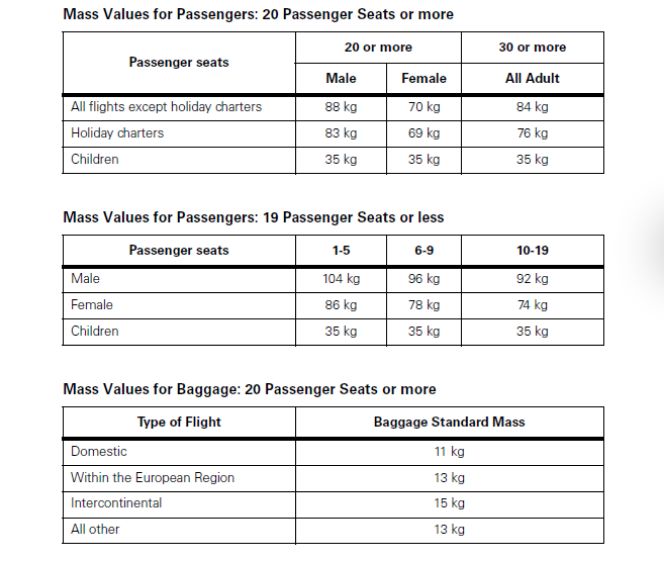 Mass Values for Passengers: 20 Passenger Seats or more
Passenger seats 20 or more 30 or more
Male Female All Adult
All flights except holiday charters 88 kg 70 kg 84 kg
Holiday charters 83 kg 69 kg 76 kg
Children 35 kg 35 kg 35 kg
Mass Values for Passengers: 19 Passenger Seats or less
Passenger seats 1-5 6-9 10-19
Male 104 kg 96 kg 92 kg
Female 86 kg 78 kg 74 kg
Children 35 kg 35 kg 35 kg
Mass Values for Baggage: 20 Passenger Seats or more
Type of Flight Baggage Standard Mass
Domestic 11 kg
Within the European Region 13 kg
Intercontinental 15 kg
All other 13 kg